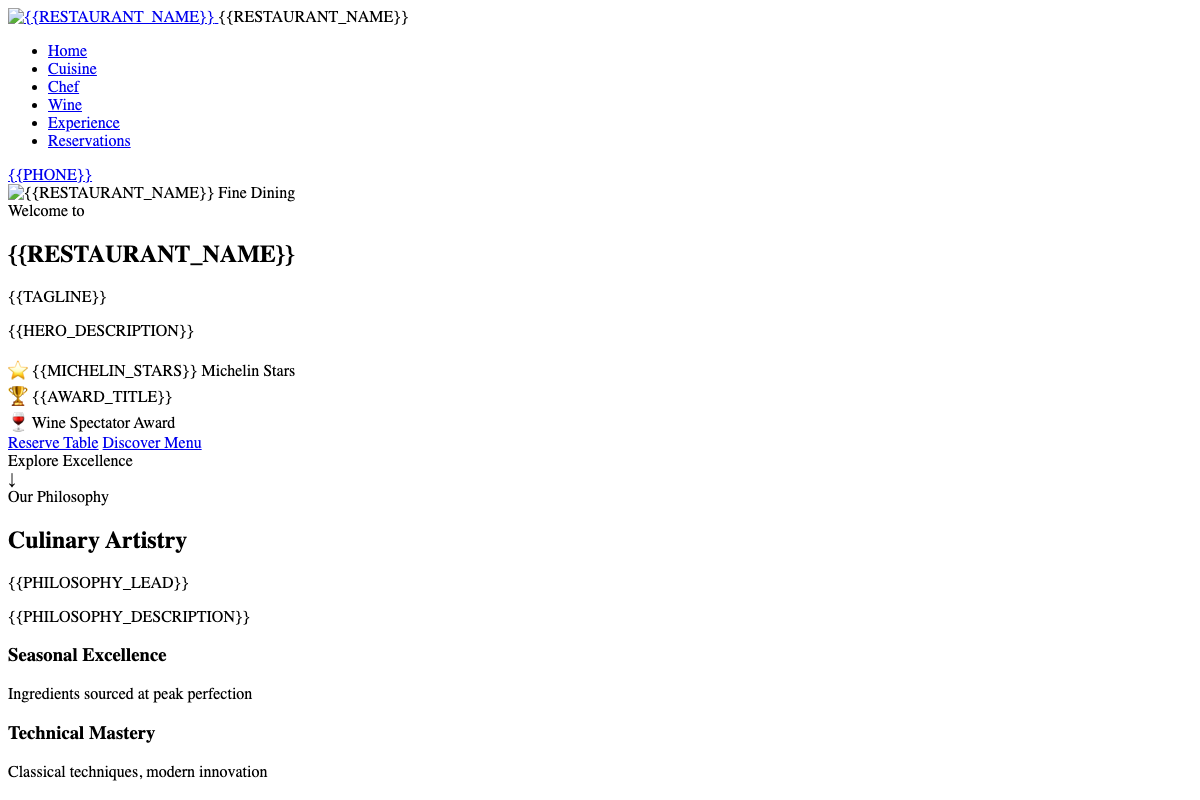 {{RESTAURANT_NAME}} {{RESTAURANT_NAME}}
Home
Cuisine
Chef
Wine
Experience
Reservations
{{PHONE}}
{{RESTAURANT_NAME}} Fine Dining
Welcome to
{{RESTAURANT_NAME}}
{{TAGLINE}}
{{HERO_DESCRIPTION}}
⭐ {{MICHELIN_STARS}} Michelin Stars
🏆 {{AWARD_TITLE}}
🍷 Wine Spectator Award
Reserve Table Discover Menu
Explore Excellence
↓
Our Philosophy
Culinary Artistry
{{PHILOSOPHY_LEAD}}
{{PHILOSOPHY_DESCRIPTION}}
Seasonal Excellence
Ingredients sourced at peak perfection
Technical Mastery
Classical techniques, modern innovation